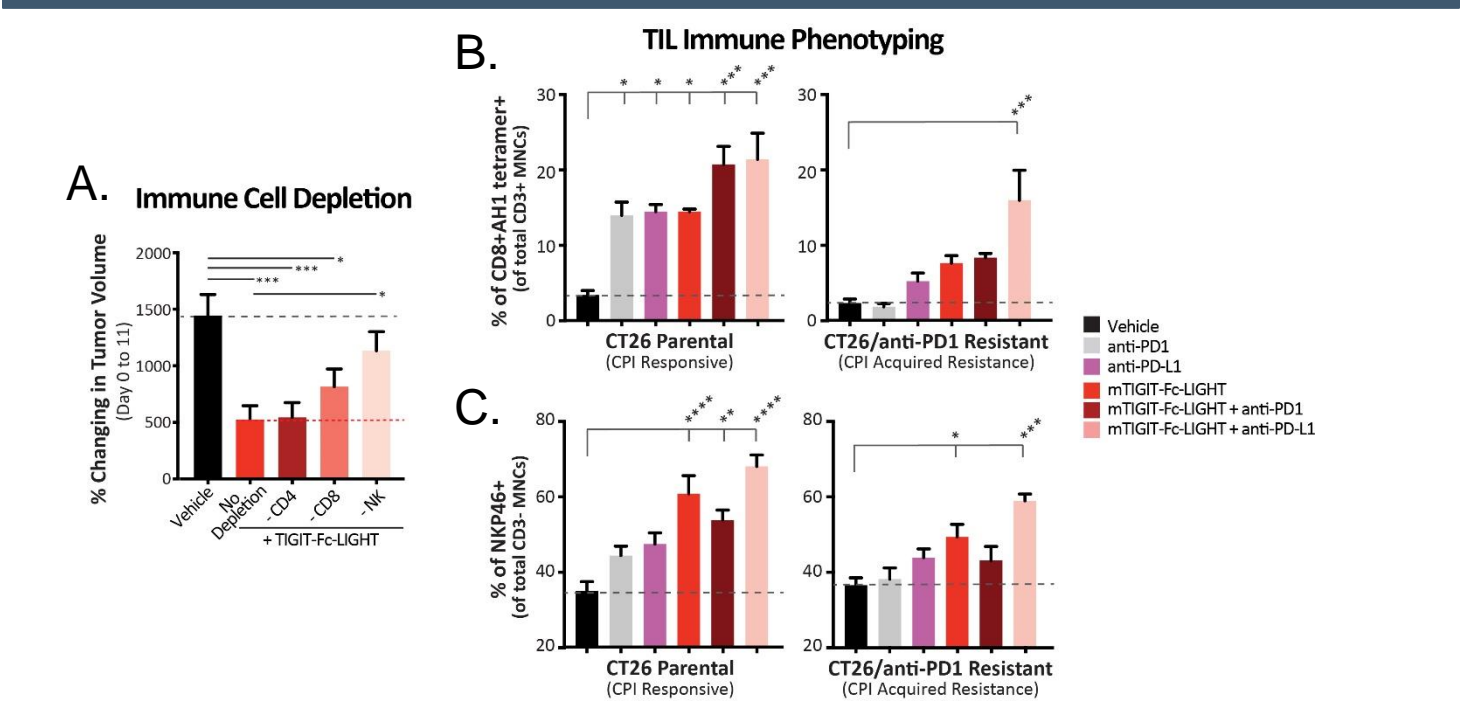 TIL Immune Phenotyping
A.
Immune Cell Depletion
% Changing in Tumor Volume
(Day 0 to 11)
2000
1500
1000
500
0
*
***
***
*
Vehicle
No
Depletion
- CD4
- CD8
- NK
+ TIGIT-Fc-LIGHT
B.
% of CD8+AH1 tetramer+
(of total CD3+ MNCs)
30
20
10
0
*
*
*
***
***
CT26 Parental
(CPI Responsive)
30
20
10
0
***
CT26/anti-PD1 Resistant
(CPI Acquired Resistance)
C.
% of NKP46+
(of total CD3- MNCs)
80
60
40
20
****
**
****
CT26 Parental
(CPI Responsive)
80
60
40
20
*
***
CT26/anti-PD1 Resistant
(CPI Acquired Resistance)
Vehicle
anti-PD1
anti-PD-L1
mTIGIT-Fc-LIGHT
mTIGIT-Fc-LIGHT + anti-PD1
mTIGIT-Fc-LIGHT + anti-PD-L1